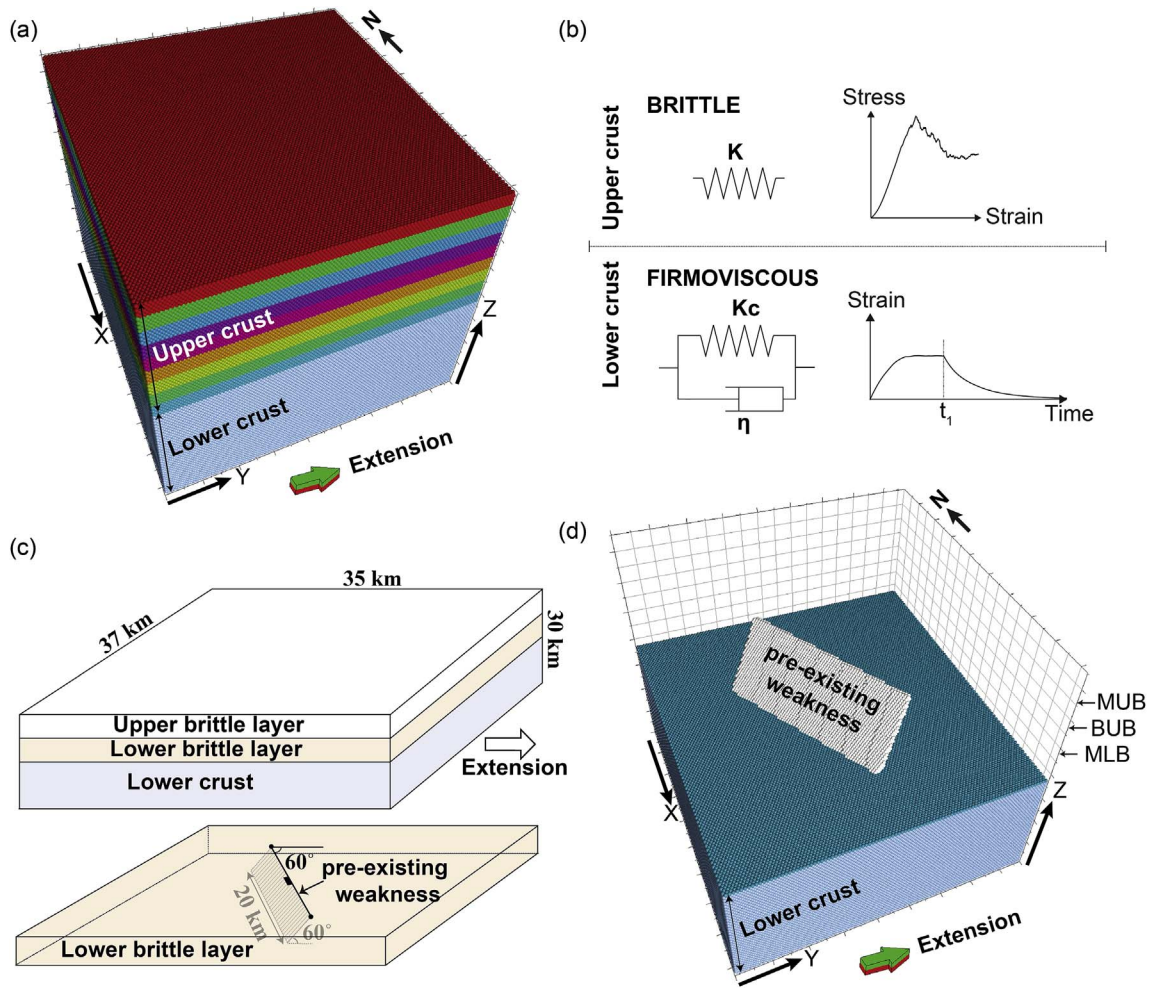 (a)
N
X
Upper crust
Lower crust
Z
Y
Extension
(b)
Upper crust
BRITTLE
K
Stress
Strain
Lower crust
FIRMOVISCOUS
Kc
η
Strain
t1
Time
(c)
35 km
37 km
30 km
Upper brittle layer
Lower brittle layer
Lower crust
Extension
60°
pre-existing
weakness
20 km
60°
Lower brittle layer
(d)
N
pre-existing
weakness
MUB
BUB
MLB
X
Z
Lower crust
Y
Extension